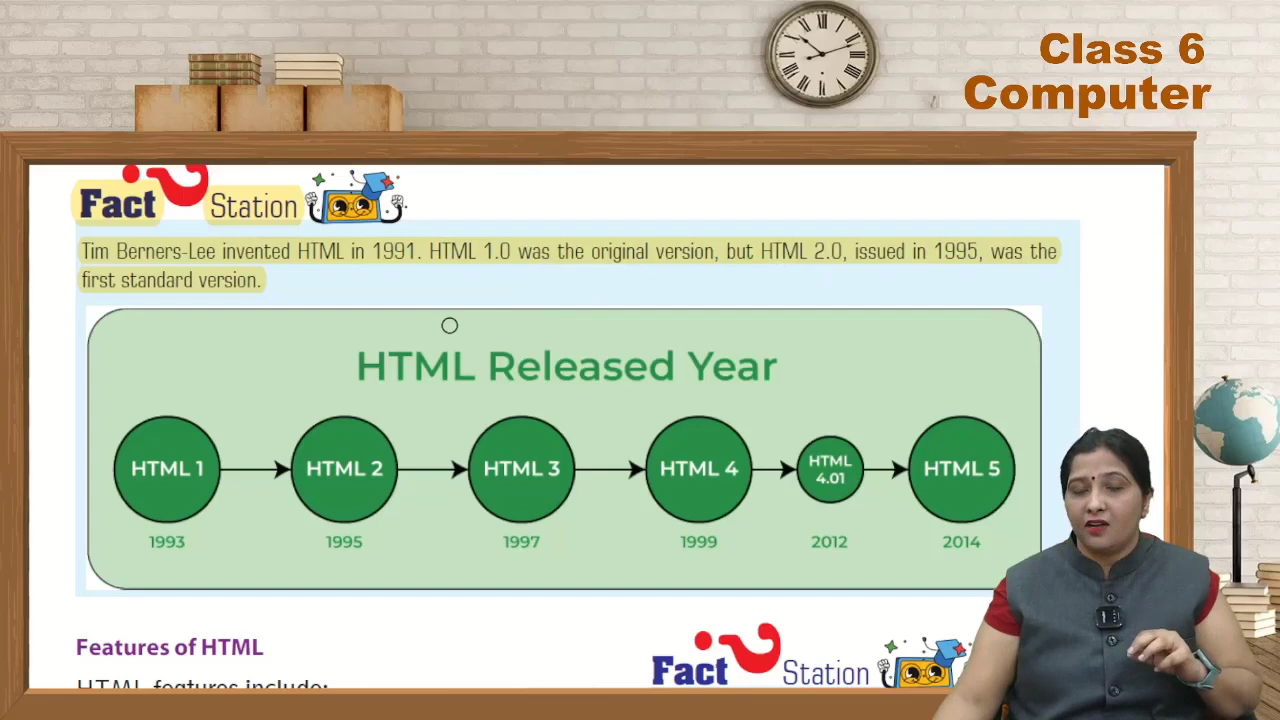 Class 6
Computer
Fact Station
Tim Berners-Lee invented HTML in 1991. HTML 1.0 was the original version, but HTML 2.0, issued in 1995, was the
first standard version.
HTML Released Year
HTML 1
HTML 2
HTML 3
HTML 4
HTML
4.01
HTML 5
1993
1995
1997
1999
2012
2014
Features of HTML
Fact Station
HTML features include: